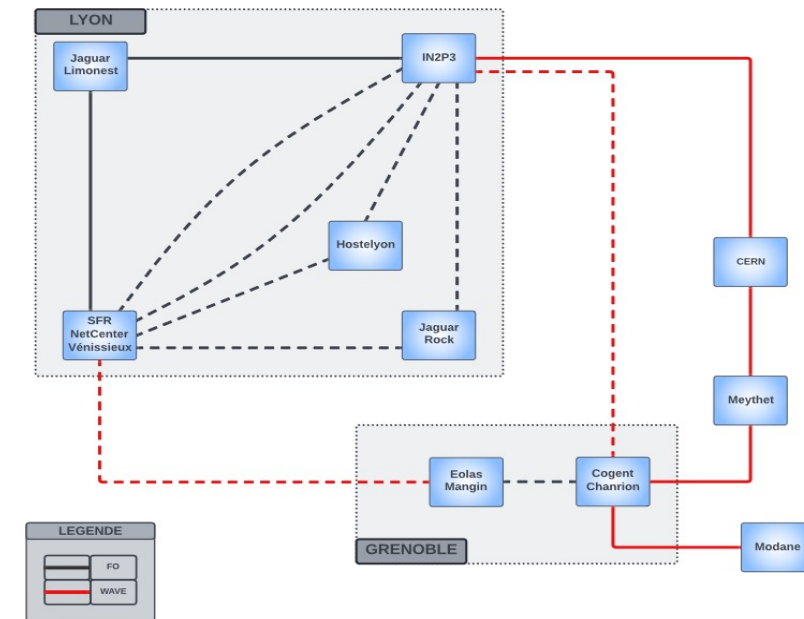 LYON
Jaguar
Limonest
IN2P3
Hostelyon
CERN
SFR
NetCenter
Vénissieux
Jaguar
Rock
Meythet
Eolas
Mangin
Cogent
Chanrion
GRENOBLE
Modane
LEGENDE
FO
WAVE